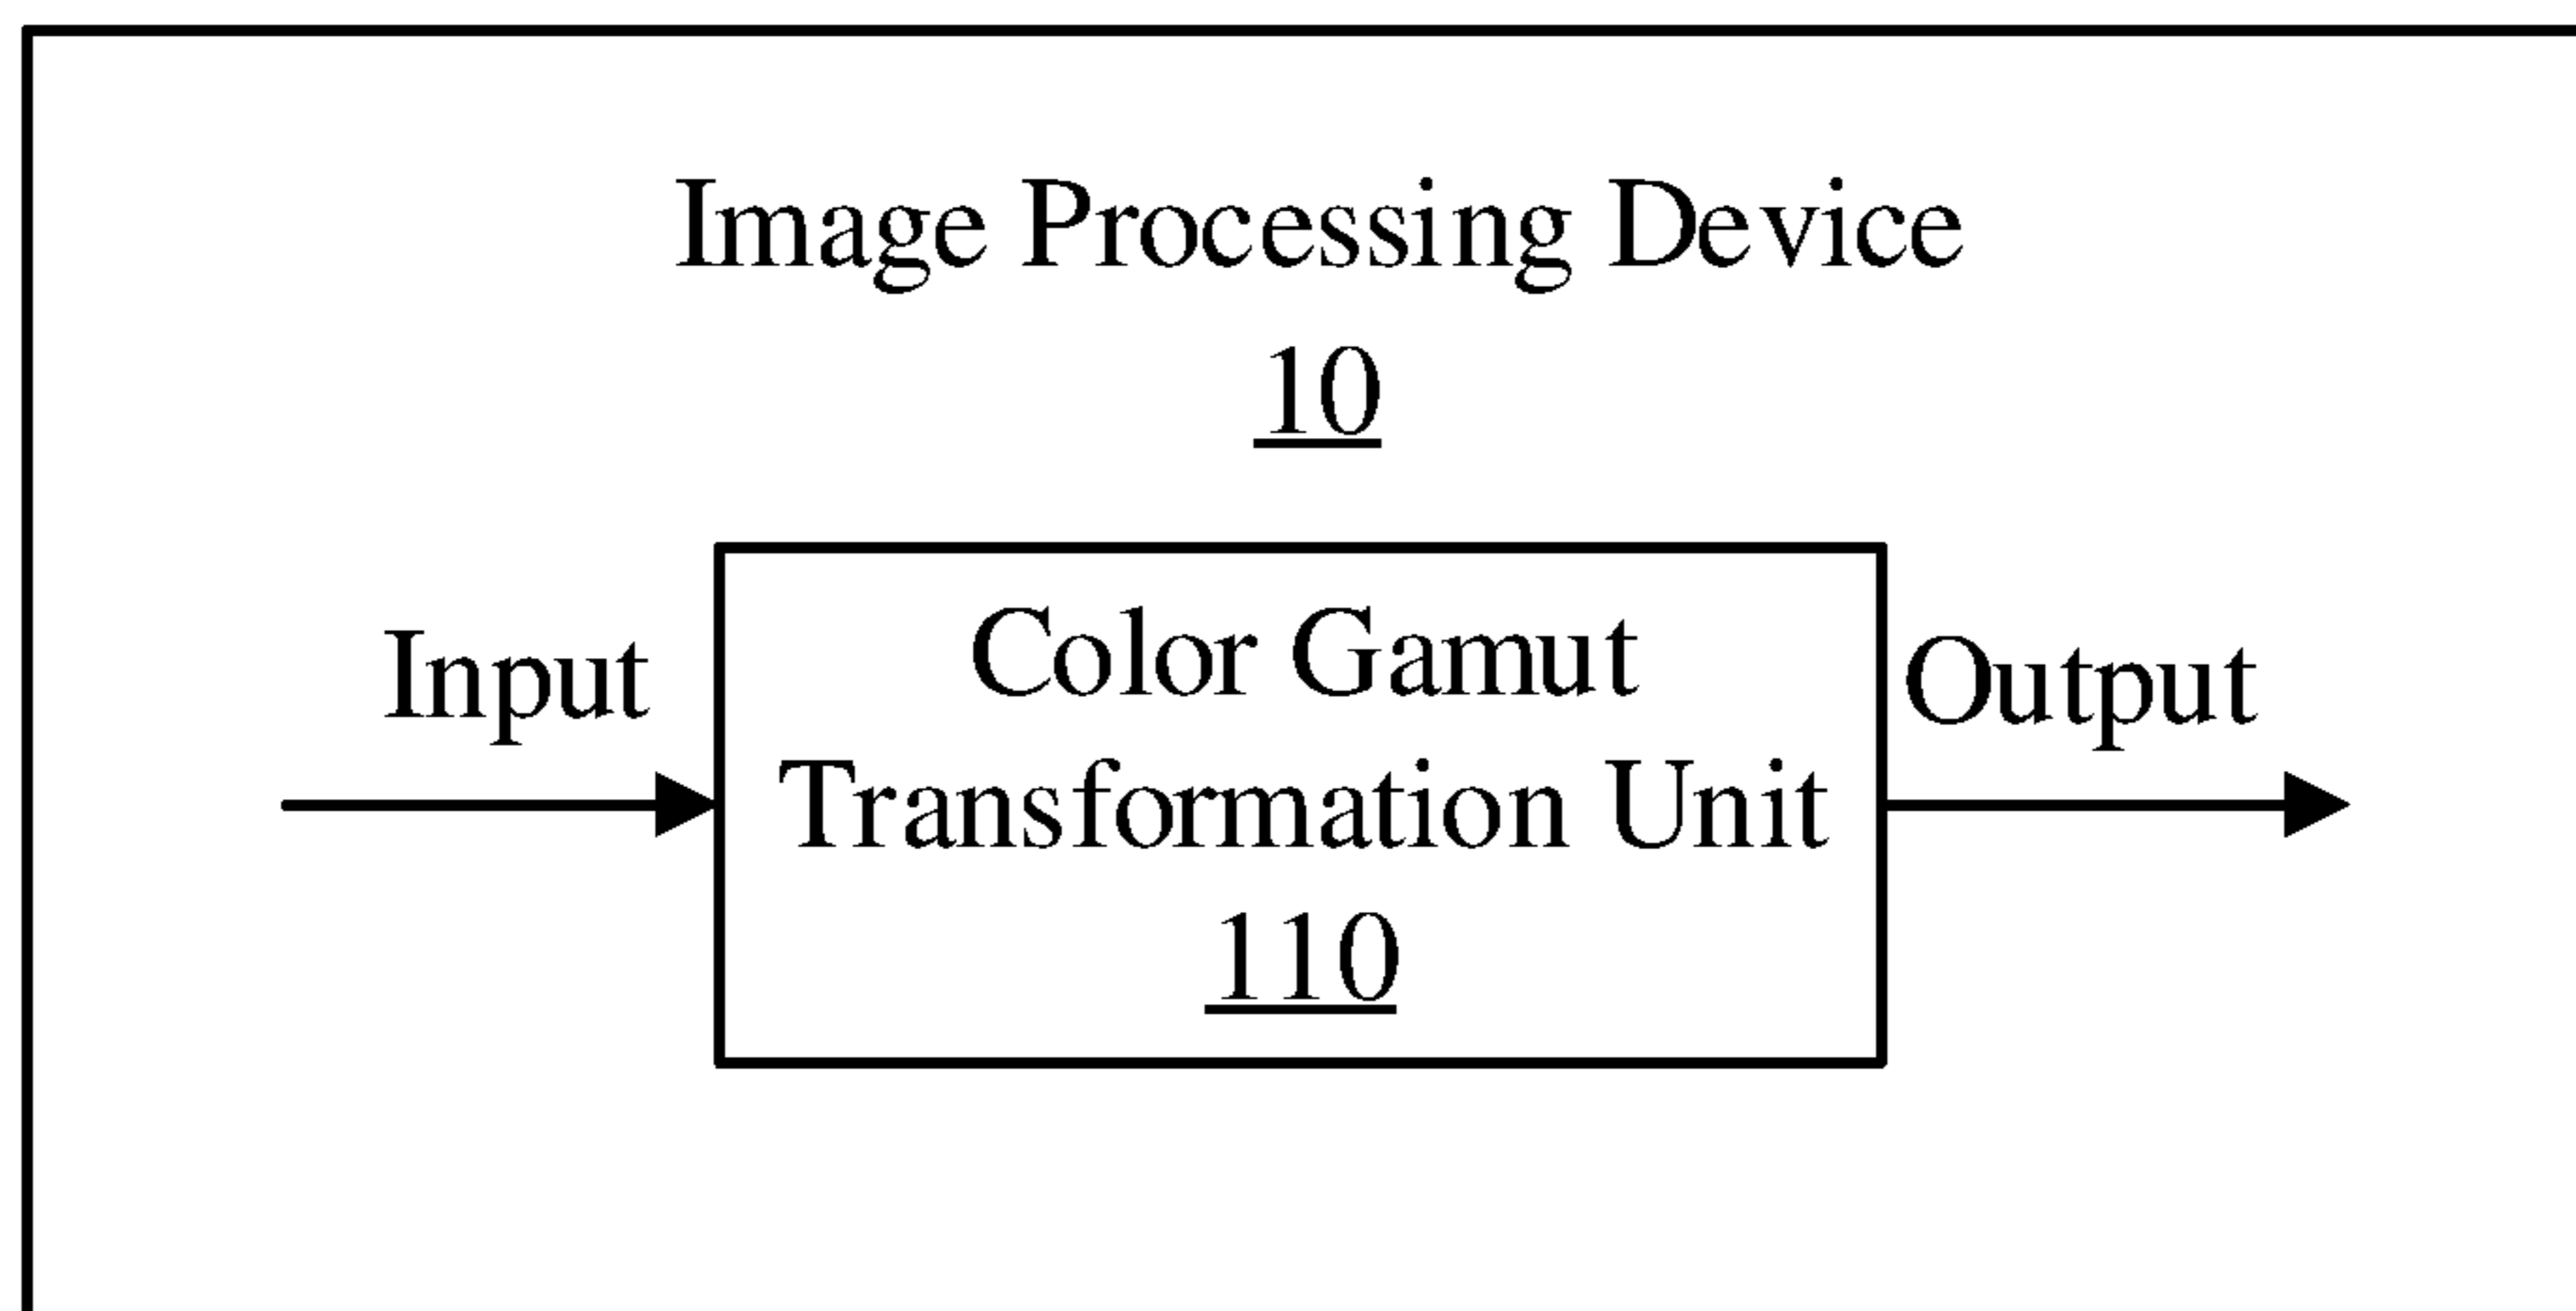 Image Processing Device
10
Input
Color Gamut
Transformation Unit
110
Output